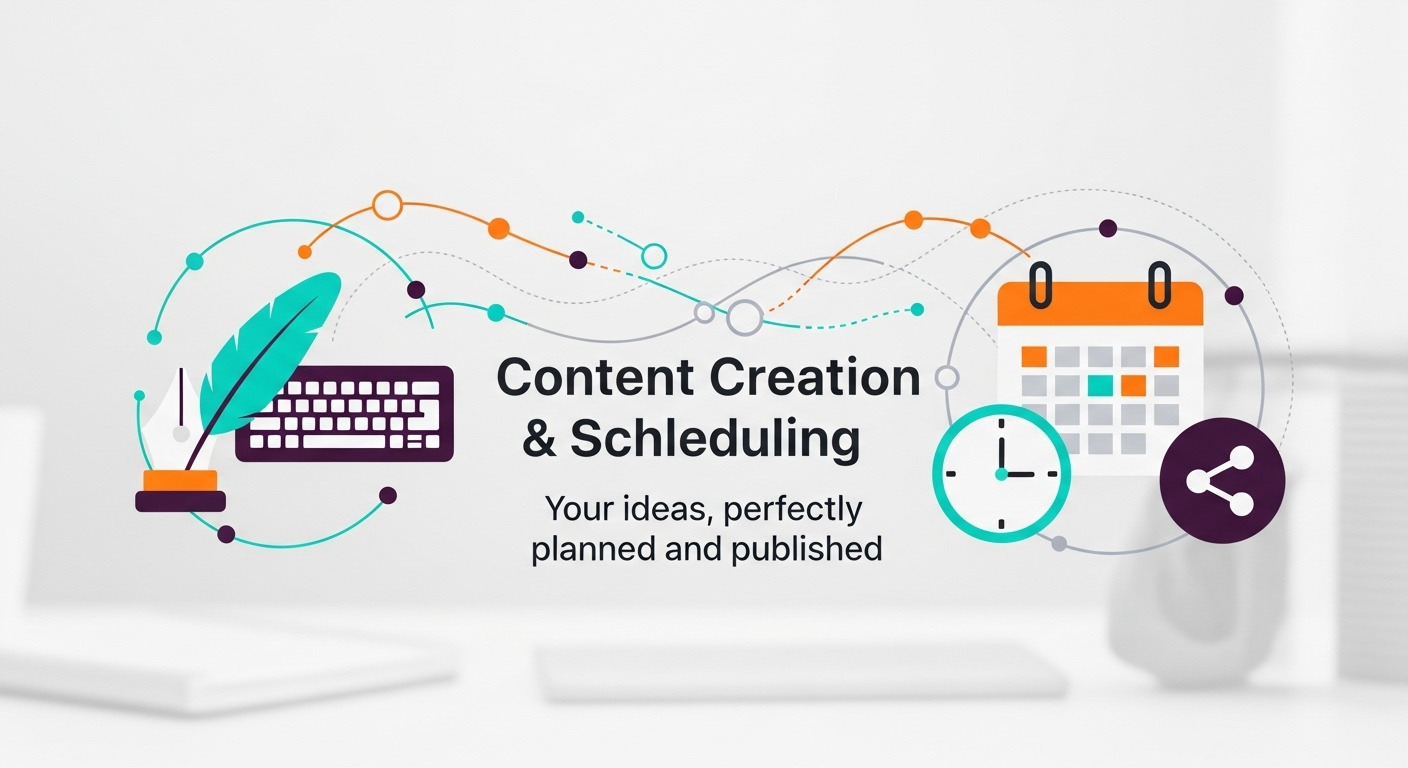 Content Creation
& Schleduling
Your ideas, perfectly
planned and published